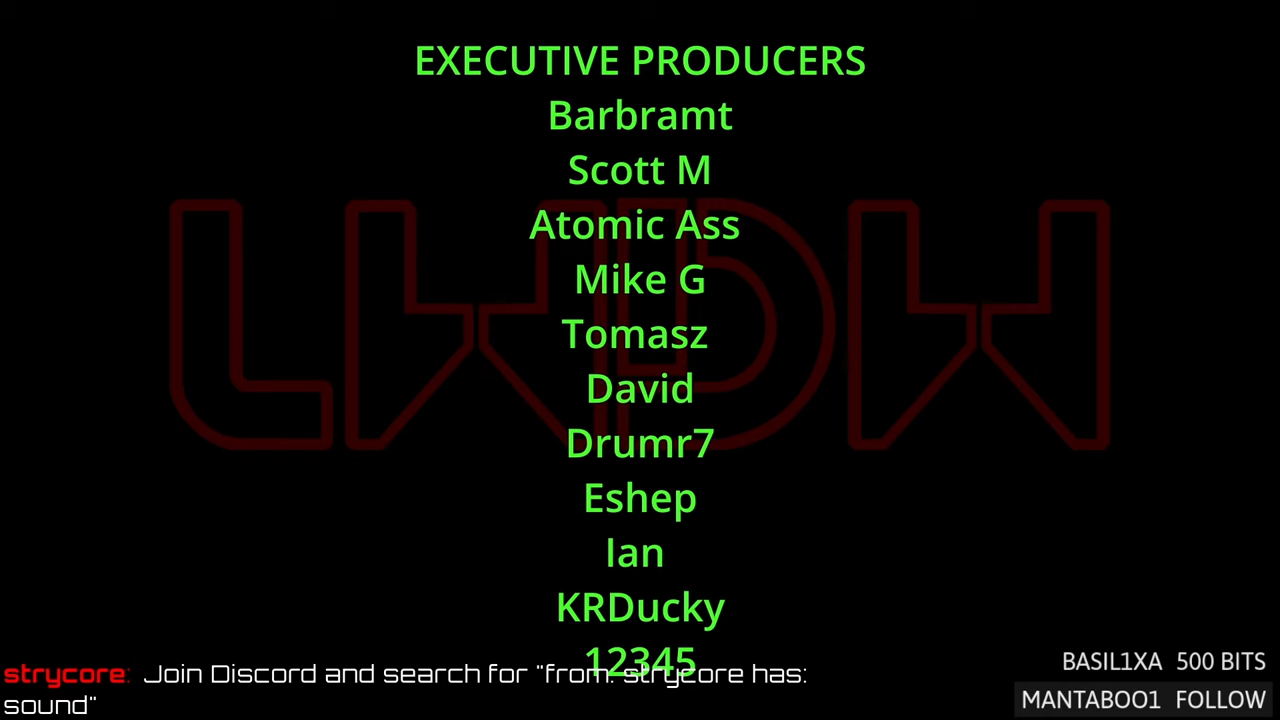 EXECUTIVE PRODUCERS
Barbramt
Scott M
Atomic Ass
Mike G
Tomasz
David
Drumr7
Eshep
Ian
KRDucky
12345
strycore: Join Discord and search for "from: strycore has:
sound"
BASIL1XA 500 BITS
MANTABOO1 FOLLOW
LWDW